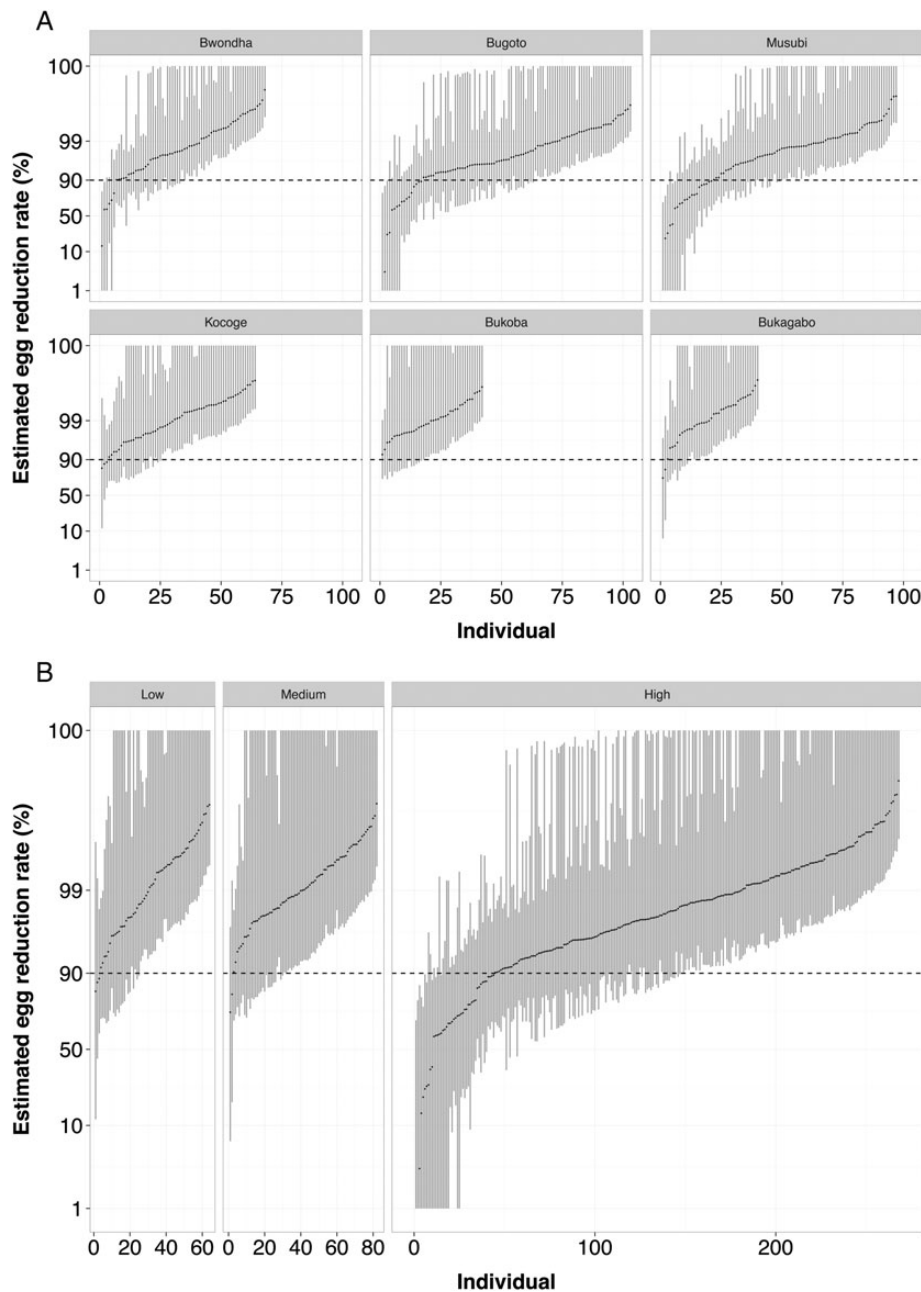 A
Bwondha Bugoto Musubi
100
99
90
50
10
1
Kocoge Bukoba Bukagabo
100
99
90
50
10
1
0 25 50 75 100 0 25 50 75 100 0 25 50 75 100
Estimated egg reduction rate (%)
Individual
B
Low Medium High
100
99
90
50
10
1
0 20 40 60 0 20 40 60 80 0 100 200
Estimated egg reduction rate (%)
Individual